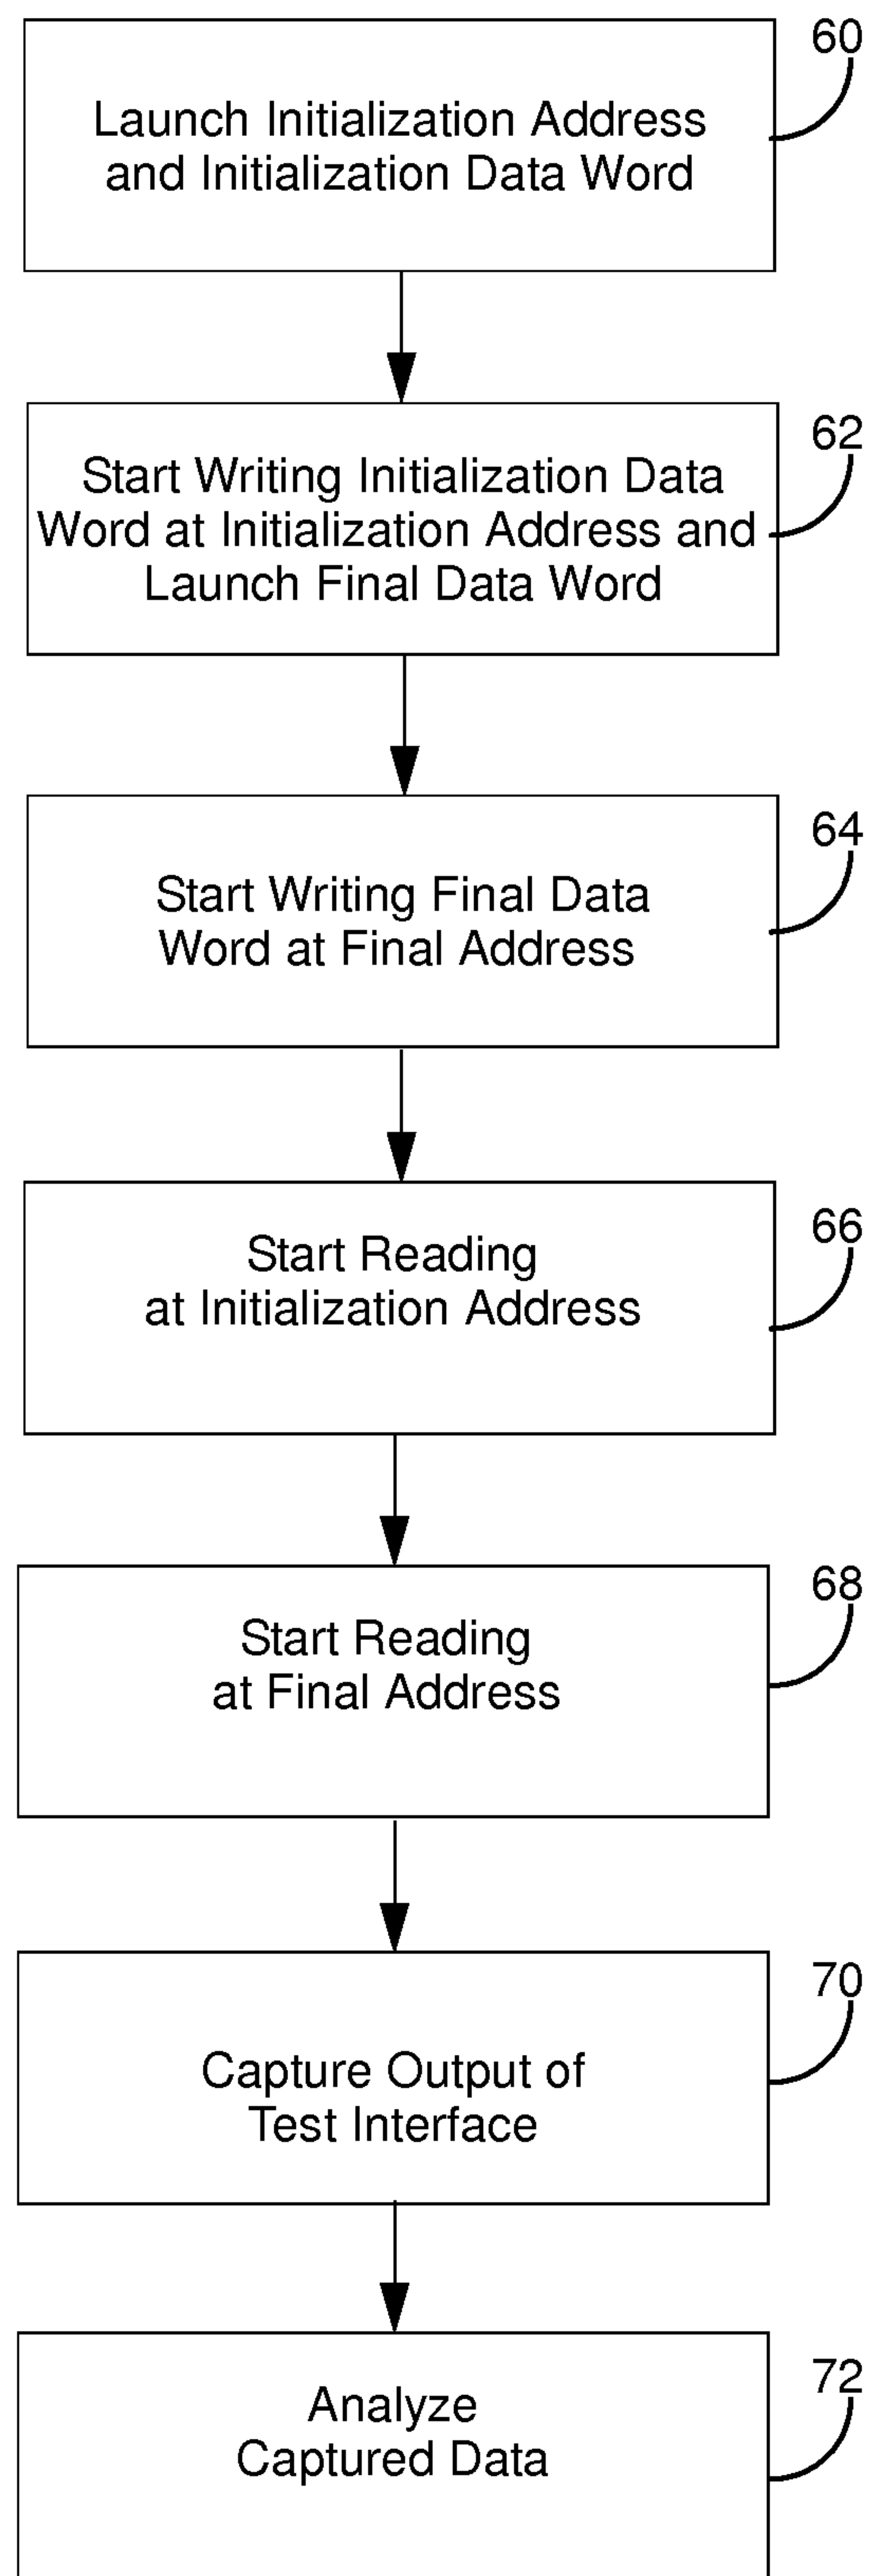 60
Launch Initialization Address
and Initialization Data Word
62
Start Writing Initialization Data
Word at Initialization Address and
Launch Final Data Word
64
Start Writing Final Data
Word at Final Address
66
Start Reading
at Initialization Address
68
Start Reading
at Final Address
70
Capture Output of
Test Interface
72
Analyze
Captured Data